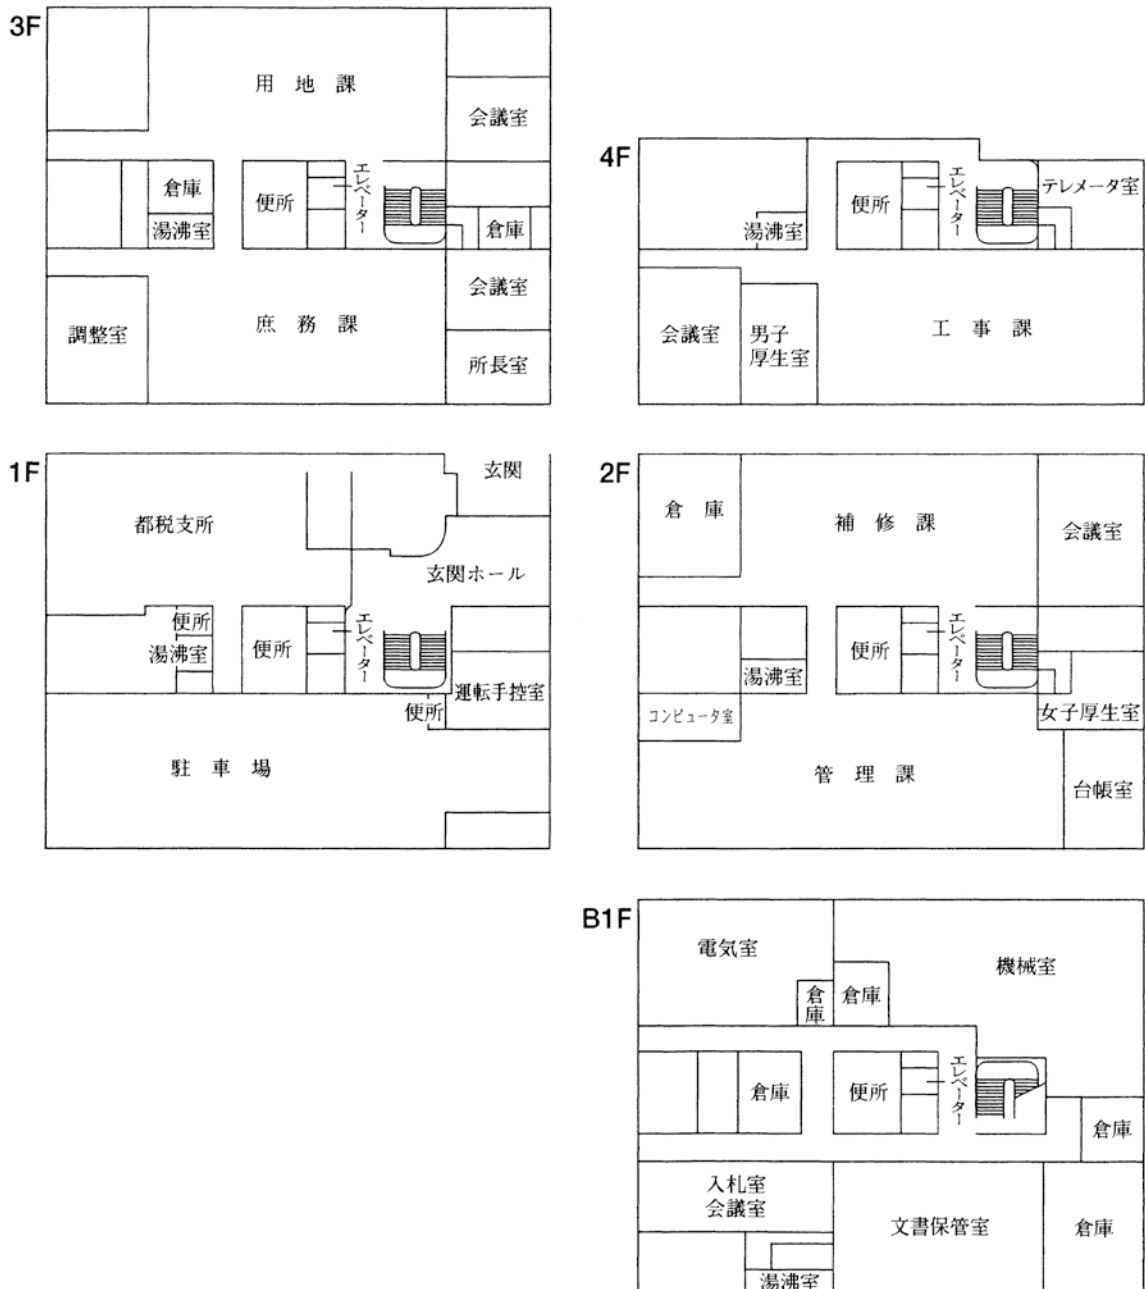 3F
用地課
会議室
倉庫
湯沸室
便所
エレベーター
倉庫
会議室
調整室
庶務課
所長室
4F
便所
エレベーター
テレメータ室
湯沸室
会議室
男子
厚生室
工事課
1F
玄関
都税支所
玄関ホール
便所
湯沸室
便所
エレベーター
運転手控室
便所
駐車場
2F
倉庫
補修課
会議室
湯沸室
便所
エレベーター
コンピュータ室
女子厚生室
管理課
台帳室
B1F
電気室
機械室
倉庫
倉庫
倉庫
便所
エレベーター
倉庫
入札室
会議室
文書保管室
倉庫
湯沸室